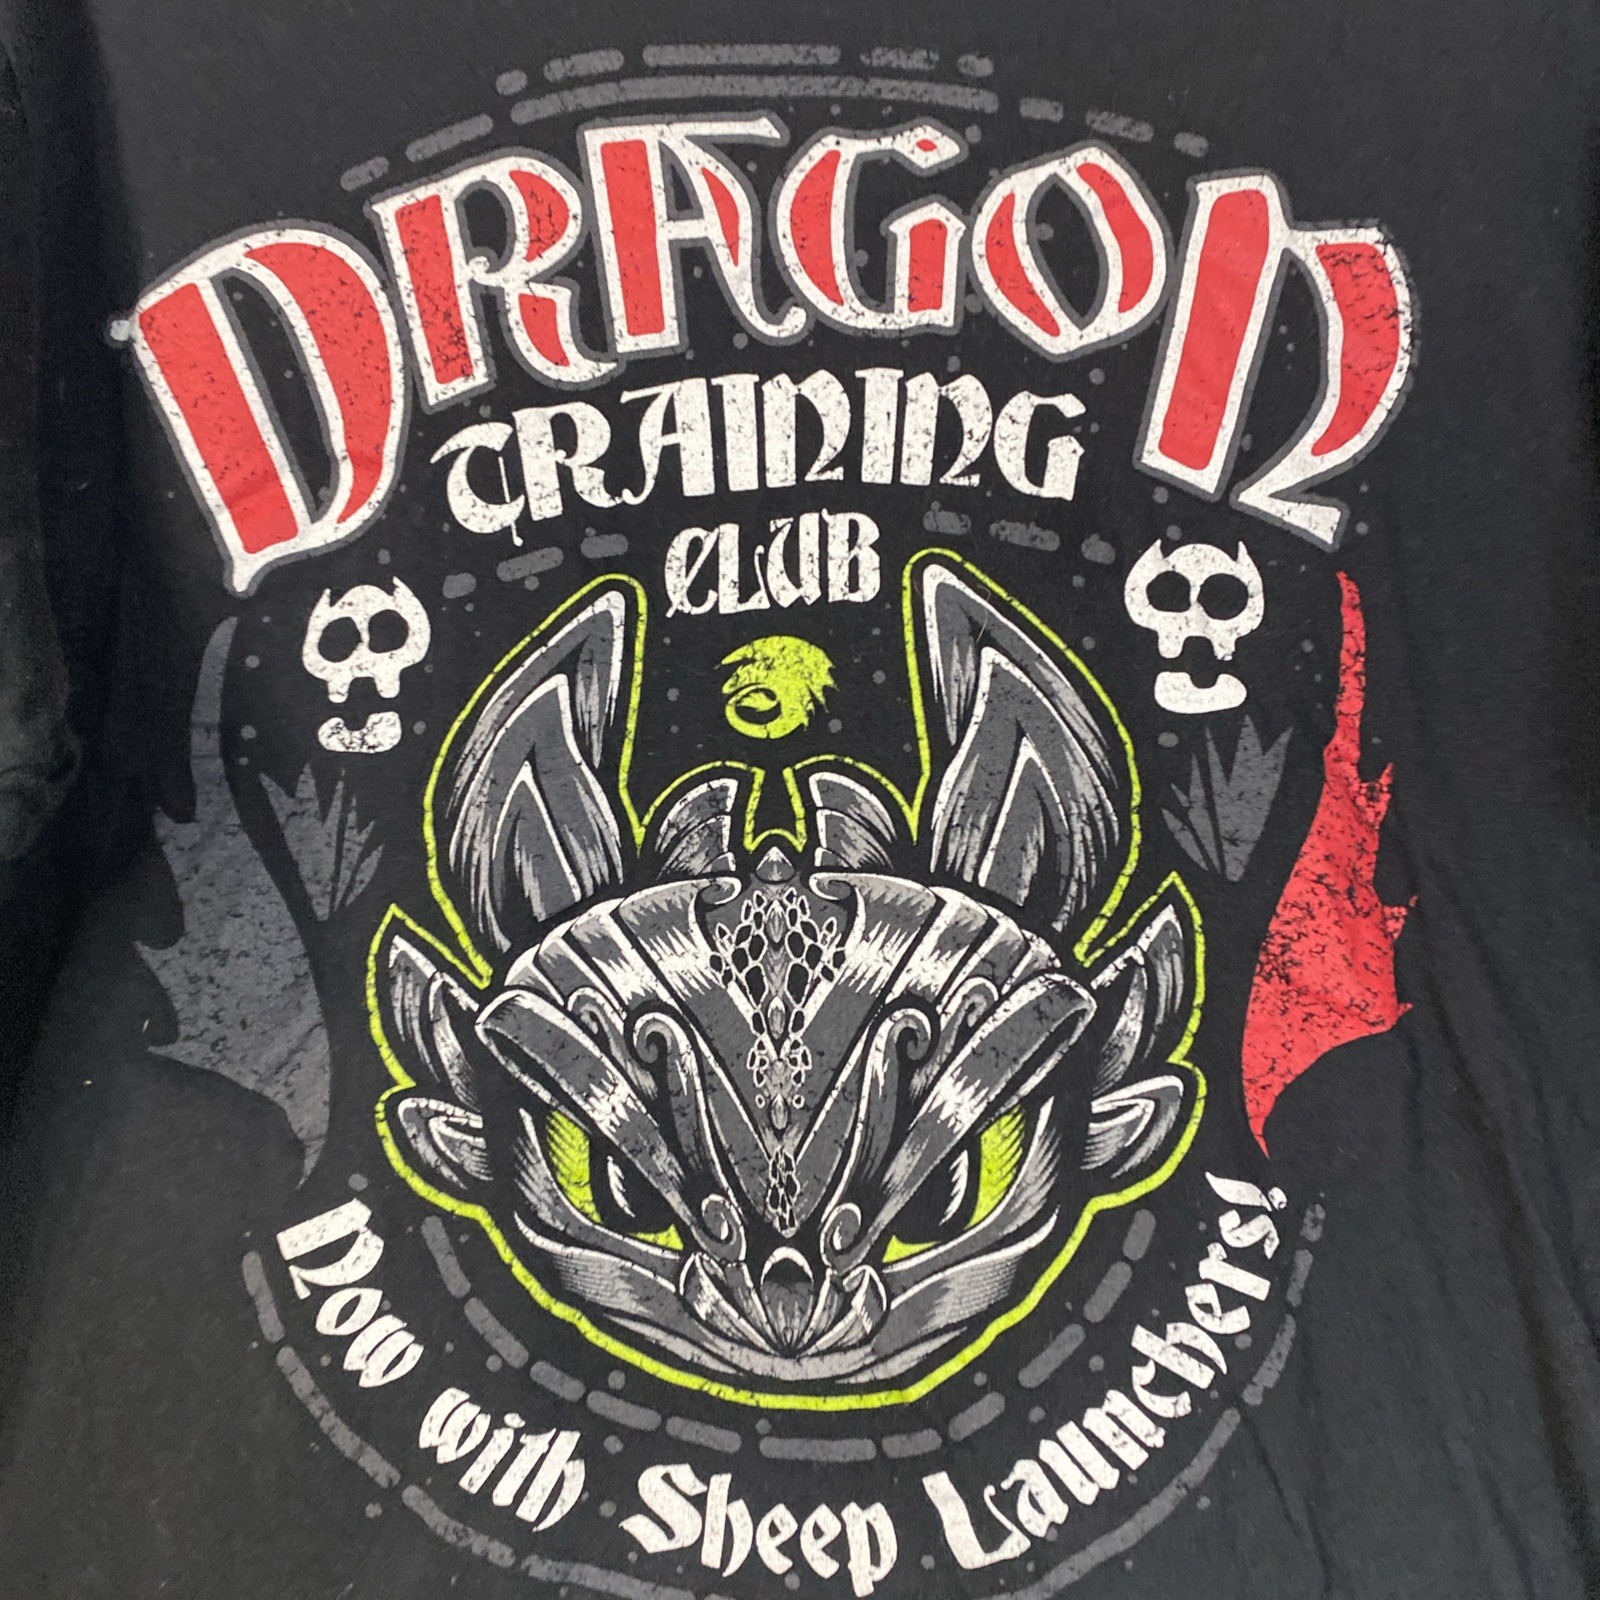 DRAGON
TRAINING
CLUB
Now with Sheep Launchers!